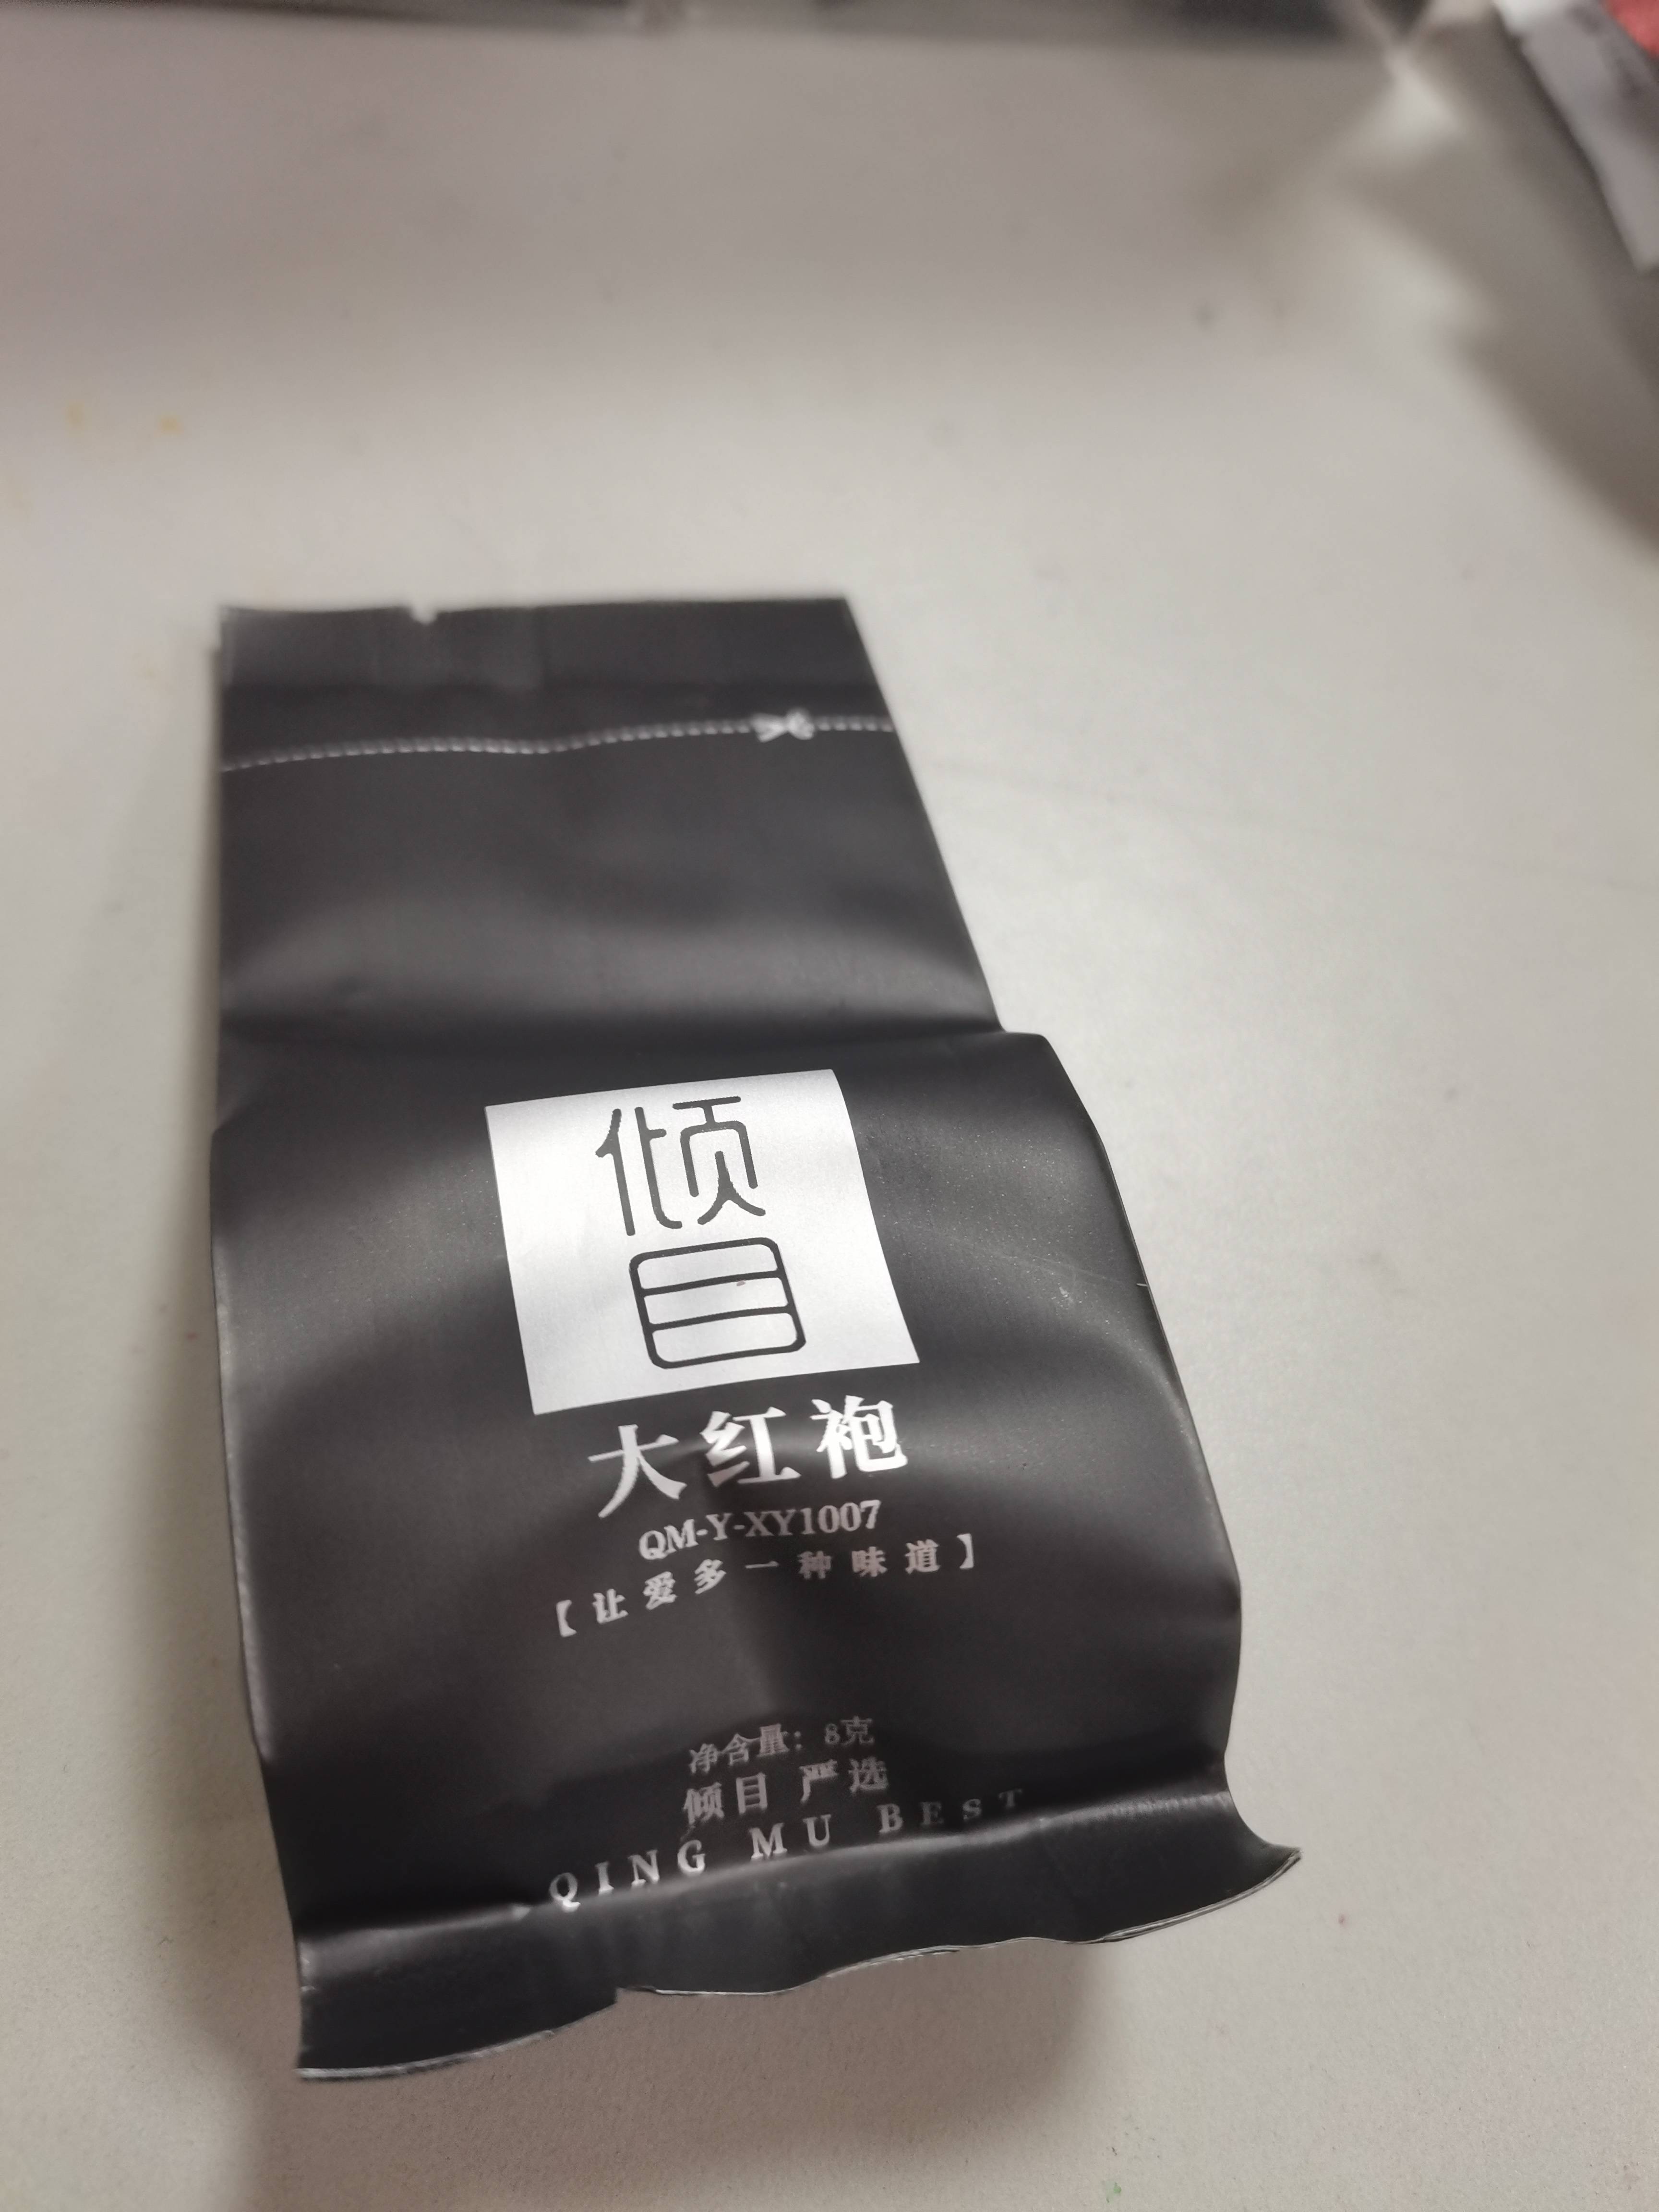 倾
目
大红袍
QM-Y-XY1007
【让爱多一种味道】
净含量：8克
倾目 严选
QING MU BEST